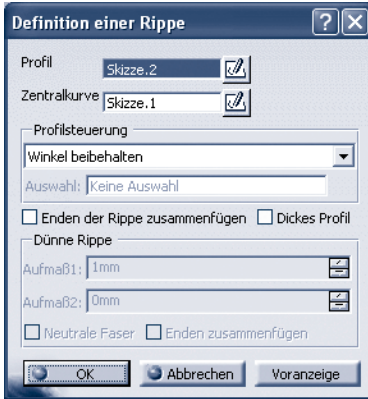 Definition einer Rippe
Profil Skizze.2
Zentralkurve Skizze.1
Profilsteuerung
Winkel beibehalten
Auswahl: Keine Auswahl
Enden der Rippe zusammenfügen Dickes Profil
Dünne Rippe
Aufmaß1: 1mm
Aufmaß2: 0mm
Neutrale Faser Enden zusammenfügen
OK Abbrechen Voranzeige